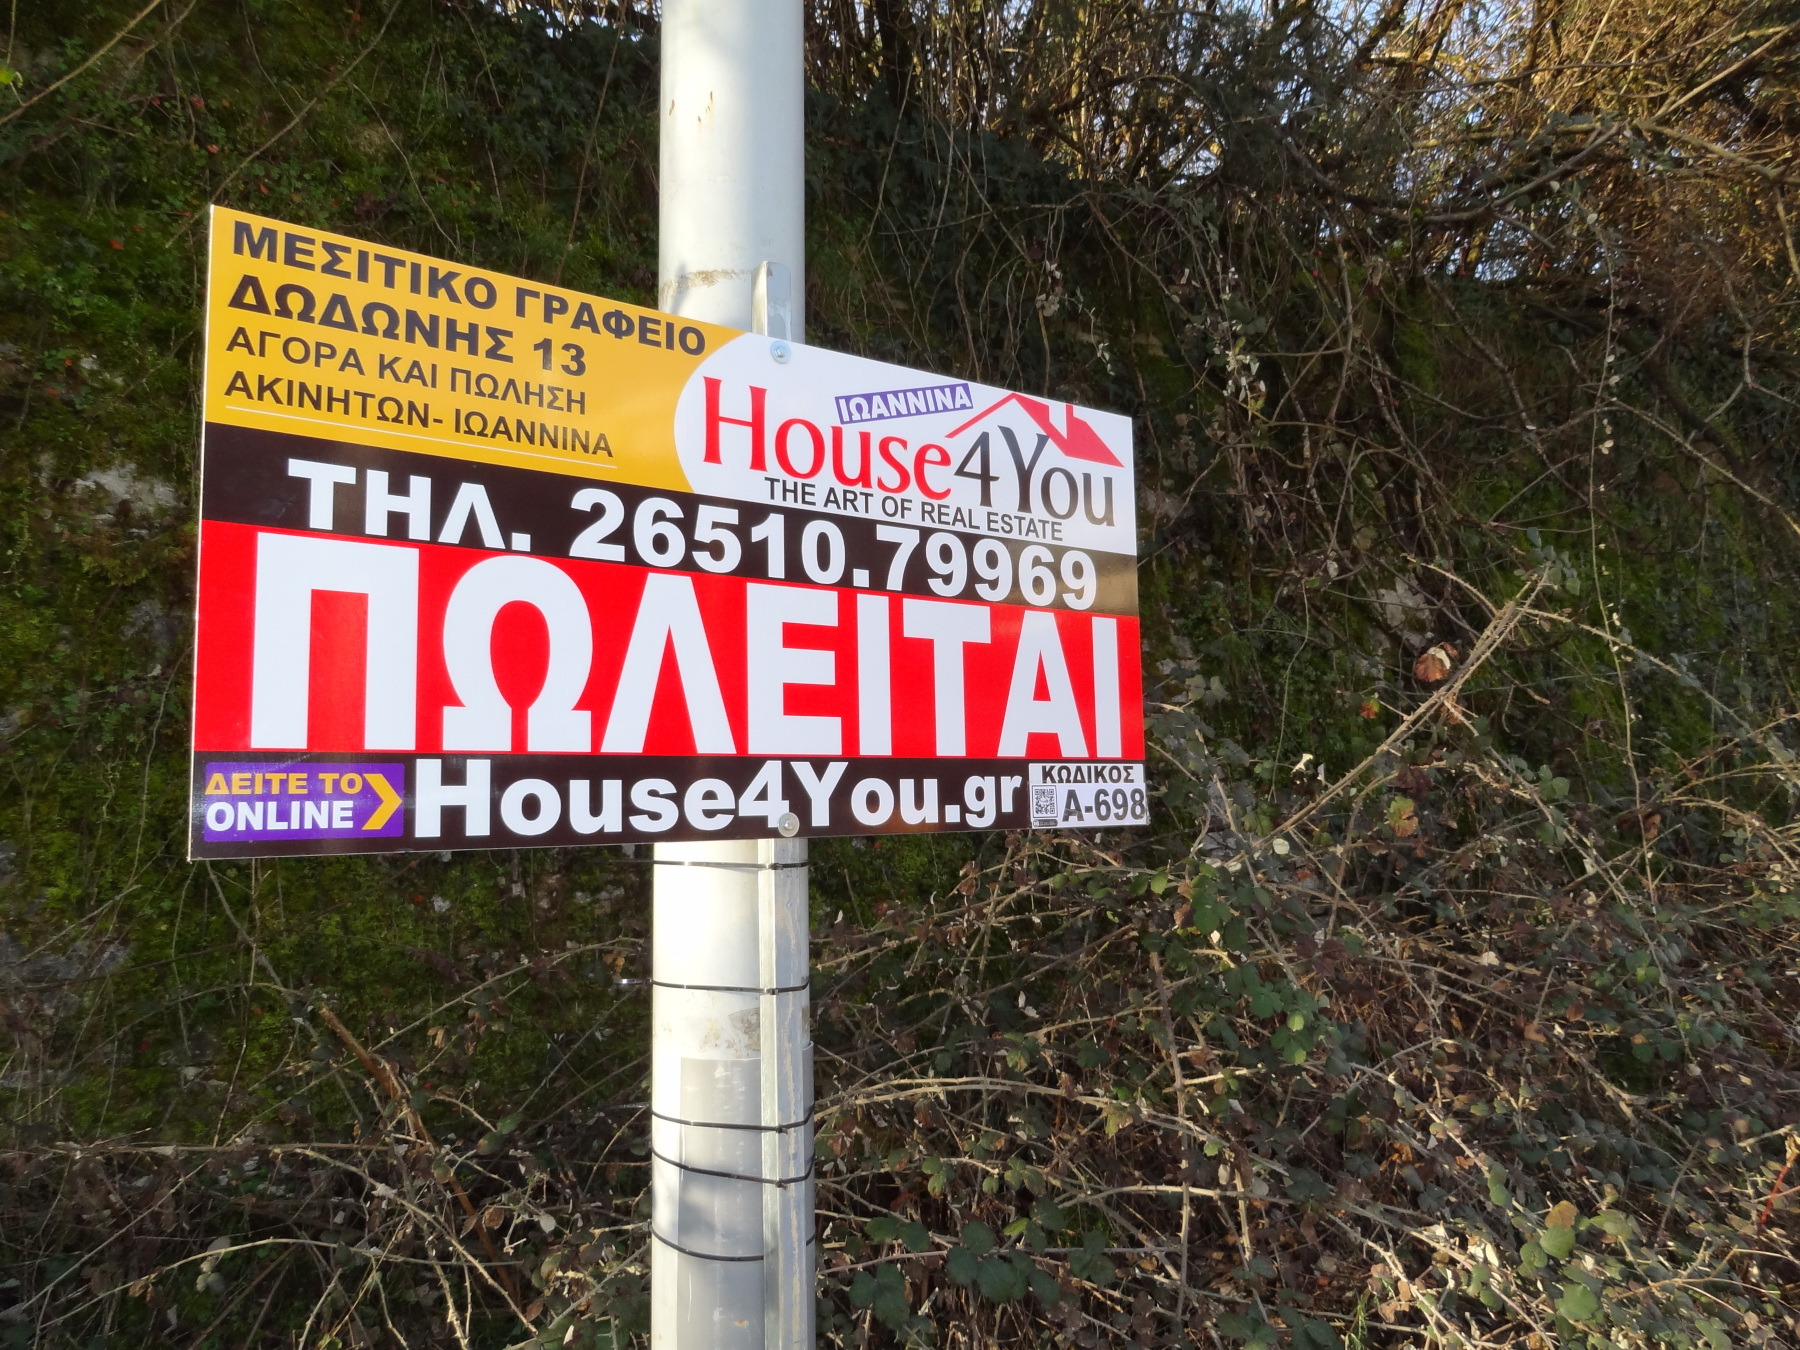 ΜΕΣΙΤΙΚΟ ΓΡΑΦΕΙΟ
ΔΩΔΩΝΗΣ 13
ΑΓΟΡΑ ΚΑΙ ΠΩΛΗΣΗ
ΑΚΙΝΗΤΩΝ- ΙΩΑΝΝΙΝΑ
ΙΩΑΝΝΙΝΑ
House4You
THE ART OF REAL ESTATE
ΤΗΛ. 26510.79969
ΠΩΛΕΙΤΑΙ
ΔΕΙΤΕ ΤΟ
ONLINE
House4You.gr
ΚΩΔΙΚΟΣ
A-698